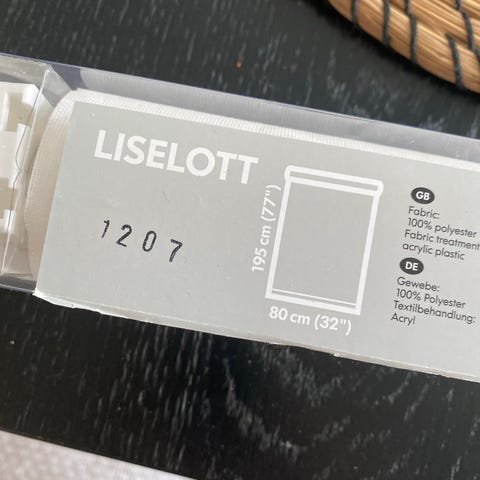 LISELOTT
1207
195 cm (77")
80 cm (32")
GB
Fabric:
100% polyester
Fabric treatment
acrylic plastic
DE
Gewebe:
100% Polyester
Textilbehandlung:
Acryl